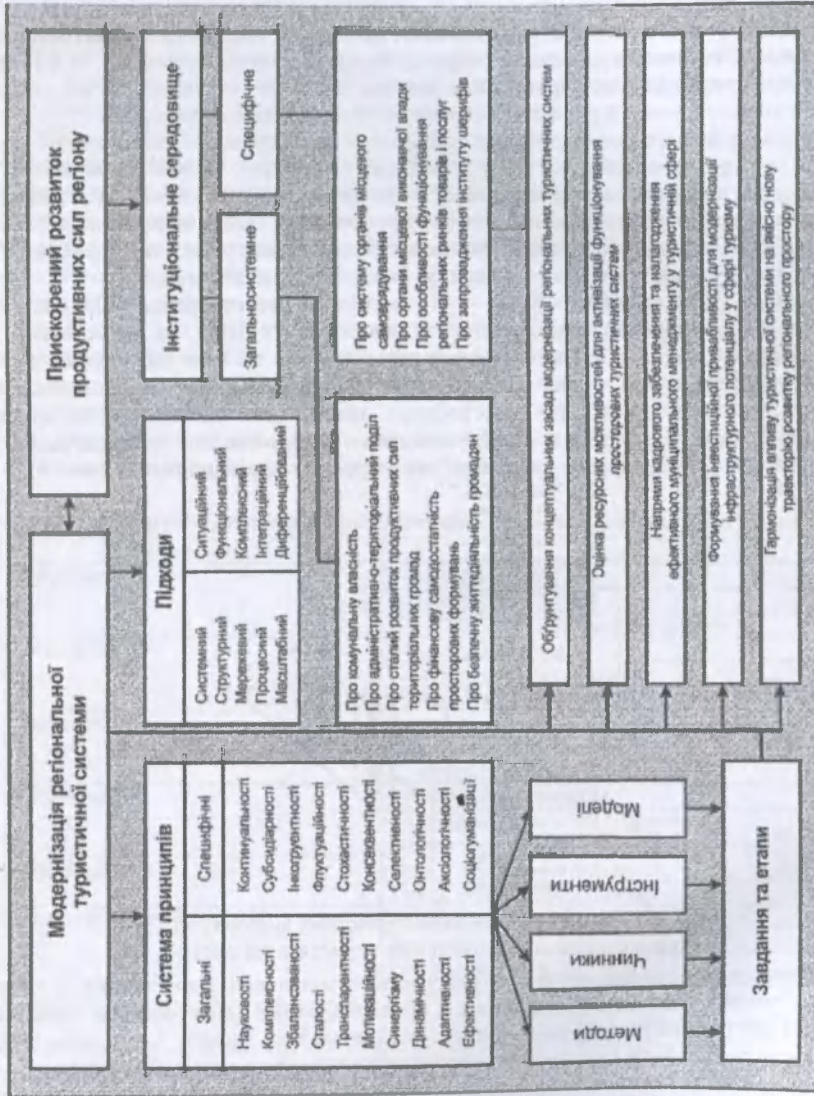 Модернізація регіональної
туристичної системи
Прискорений розвиток
продуктивних сил регіону
Система принципів
Загальні
Специфічні
Науковості
Комплексності
Збалансованості
Сталості
Транспарентності
Мотиваційності
Синергізму
Динамічності
Адаптивності
Ефективності
Континуальності
Субсидіарності
Інконгруентності
Флуктуаційності
Стохастичності
Консеквентності
Селективності
Онтологічності
Аксіологічності
Соціогуманізації
Підходи
Системний
Структурний
Мережевий
Процесний
Масштабний
Ситуаційний
Функціональний
Комплексний
Інтеграційний
Диференційований
Інституціональне середовище
Загальносистемне
Специфічне
Про комунальну власність
Про адміністративно-територіальний поділ
Про сталий розвиток продуктивних сил
територіальних громад
Про фінансову самодостатність
просторових формувань
Про безпечну життєдіяльність громадян
Про систему органів місцевого
самоврядування
Про органи місцевої виконавчої влади
Про особливості функціонування
регіональних ринків товарів і послуг
Про запровадження інституту шерифів
Методи
Чинники
Інструменти
Моделі
Завдання та етапи
Обґрунтування концептуальних засад модернізації регіональних туристичних систем
Оцінка ресурсних можливостей для активізації функціонування
просторових туристичних систем
Напрями кадрового забезпечення та налагодження
ефективного муніципального менеджменту у туристичній сфері
Формування інвестиційної привабливості для модернізації
інфраструктурного потенціалу у сфері туризму
Гармонізація впливу туристичної системи на якісно нову
траєкторію розвитку регіонального простору